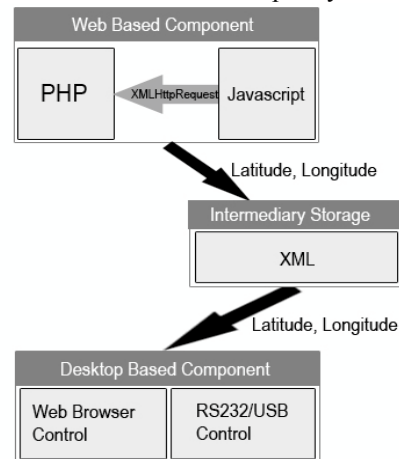 Web Based Component
PHP
XMLHttpRequest
Javascript
Latitude, Longitude
Intermediary Storage
XML
Latitude, Longitude
Desktop Based Component
Web Browser
Control
RS232/USB
Control